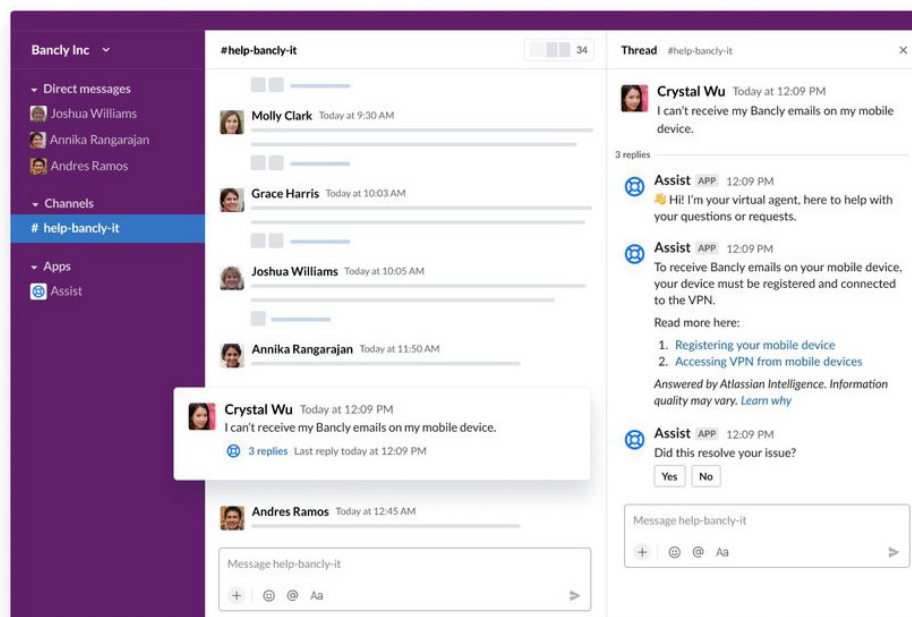 Bancly Inc
Direct messages
Joshua Williams
Annika Rangarajan
Andres Ramos
Channels
# help-bancly-it
Apps
Assist
#help-bancly-it
34
Molly Clark Today at 9:30 AM
Grace Harris Today at 10:03 AM
Joshua Williams Today at 10:05 AM
Annika Rangarajan Today at 11:50 AM
Crystal Wu Today at 12:09 PM
I can't receive my Bancly emails on my mobile device.
3 replies Last reply today at 12:09 PM
Andres Ramos Today at 12:45 AM
Message help-bancly-it
+ @ Aa
Thread #help-bancly-it ×
Crystal Wu Today at 12:09 PM
I can't receive my Bancly emails on my mobile
device.
3 replies
Assist APP 12:09 PM
👋 Hi! I'm your virtual agent, here to help with
your questions or requests.
Assist APP 12:09 PM
To receive Bancly emails on your mobile device,
your device must be registered and connected
to the VPN.
Read more here:
1. Registering your mobile device
2. Accessing VPN from mobile devices
Answered by Atlassian Intelligence. Information
quality may vary. Learn why
Assist APP 12:09 PM
Did this resolve your issue?
Yes No
Message help-bancly-it
+ @ Aa